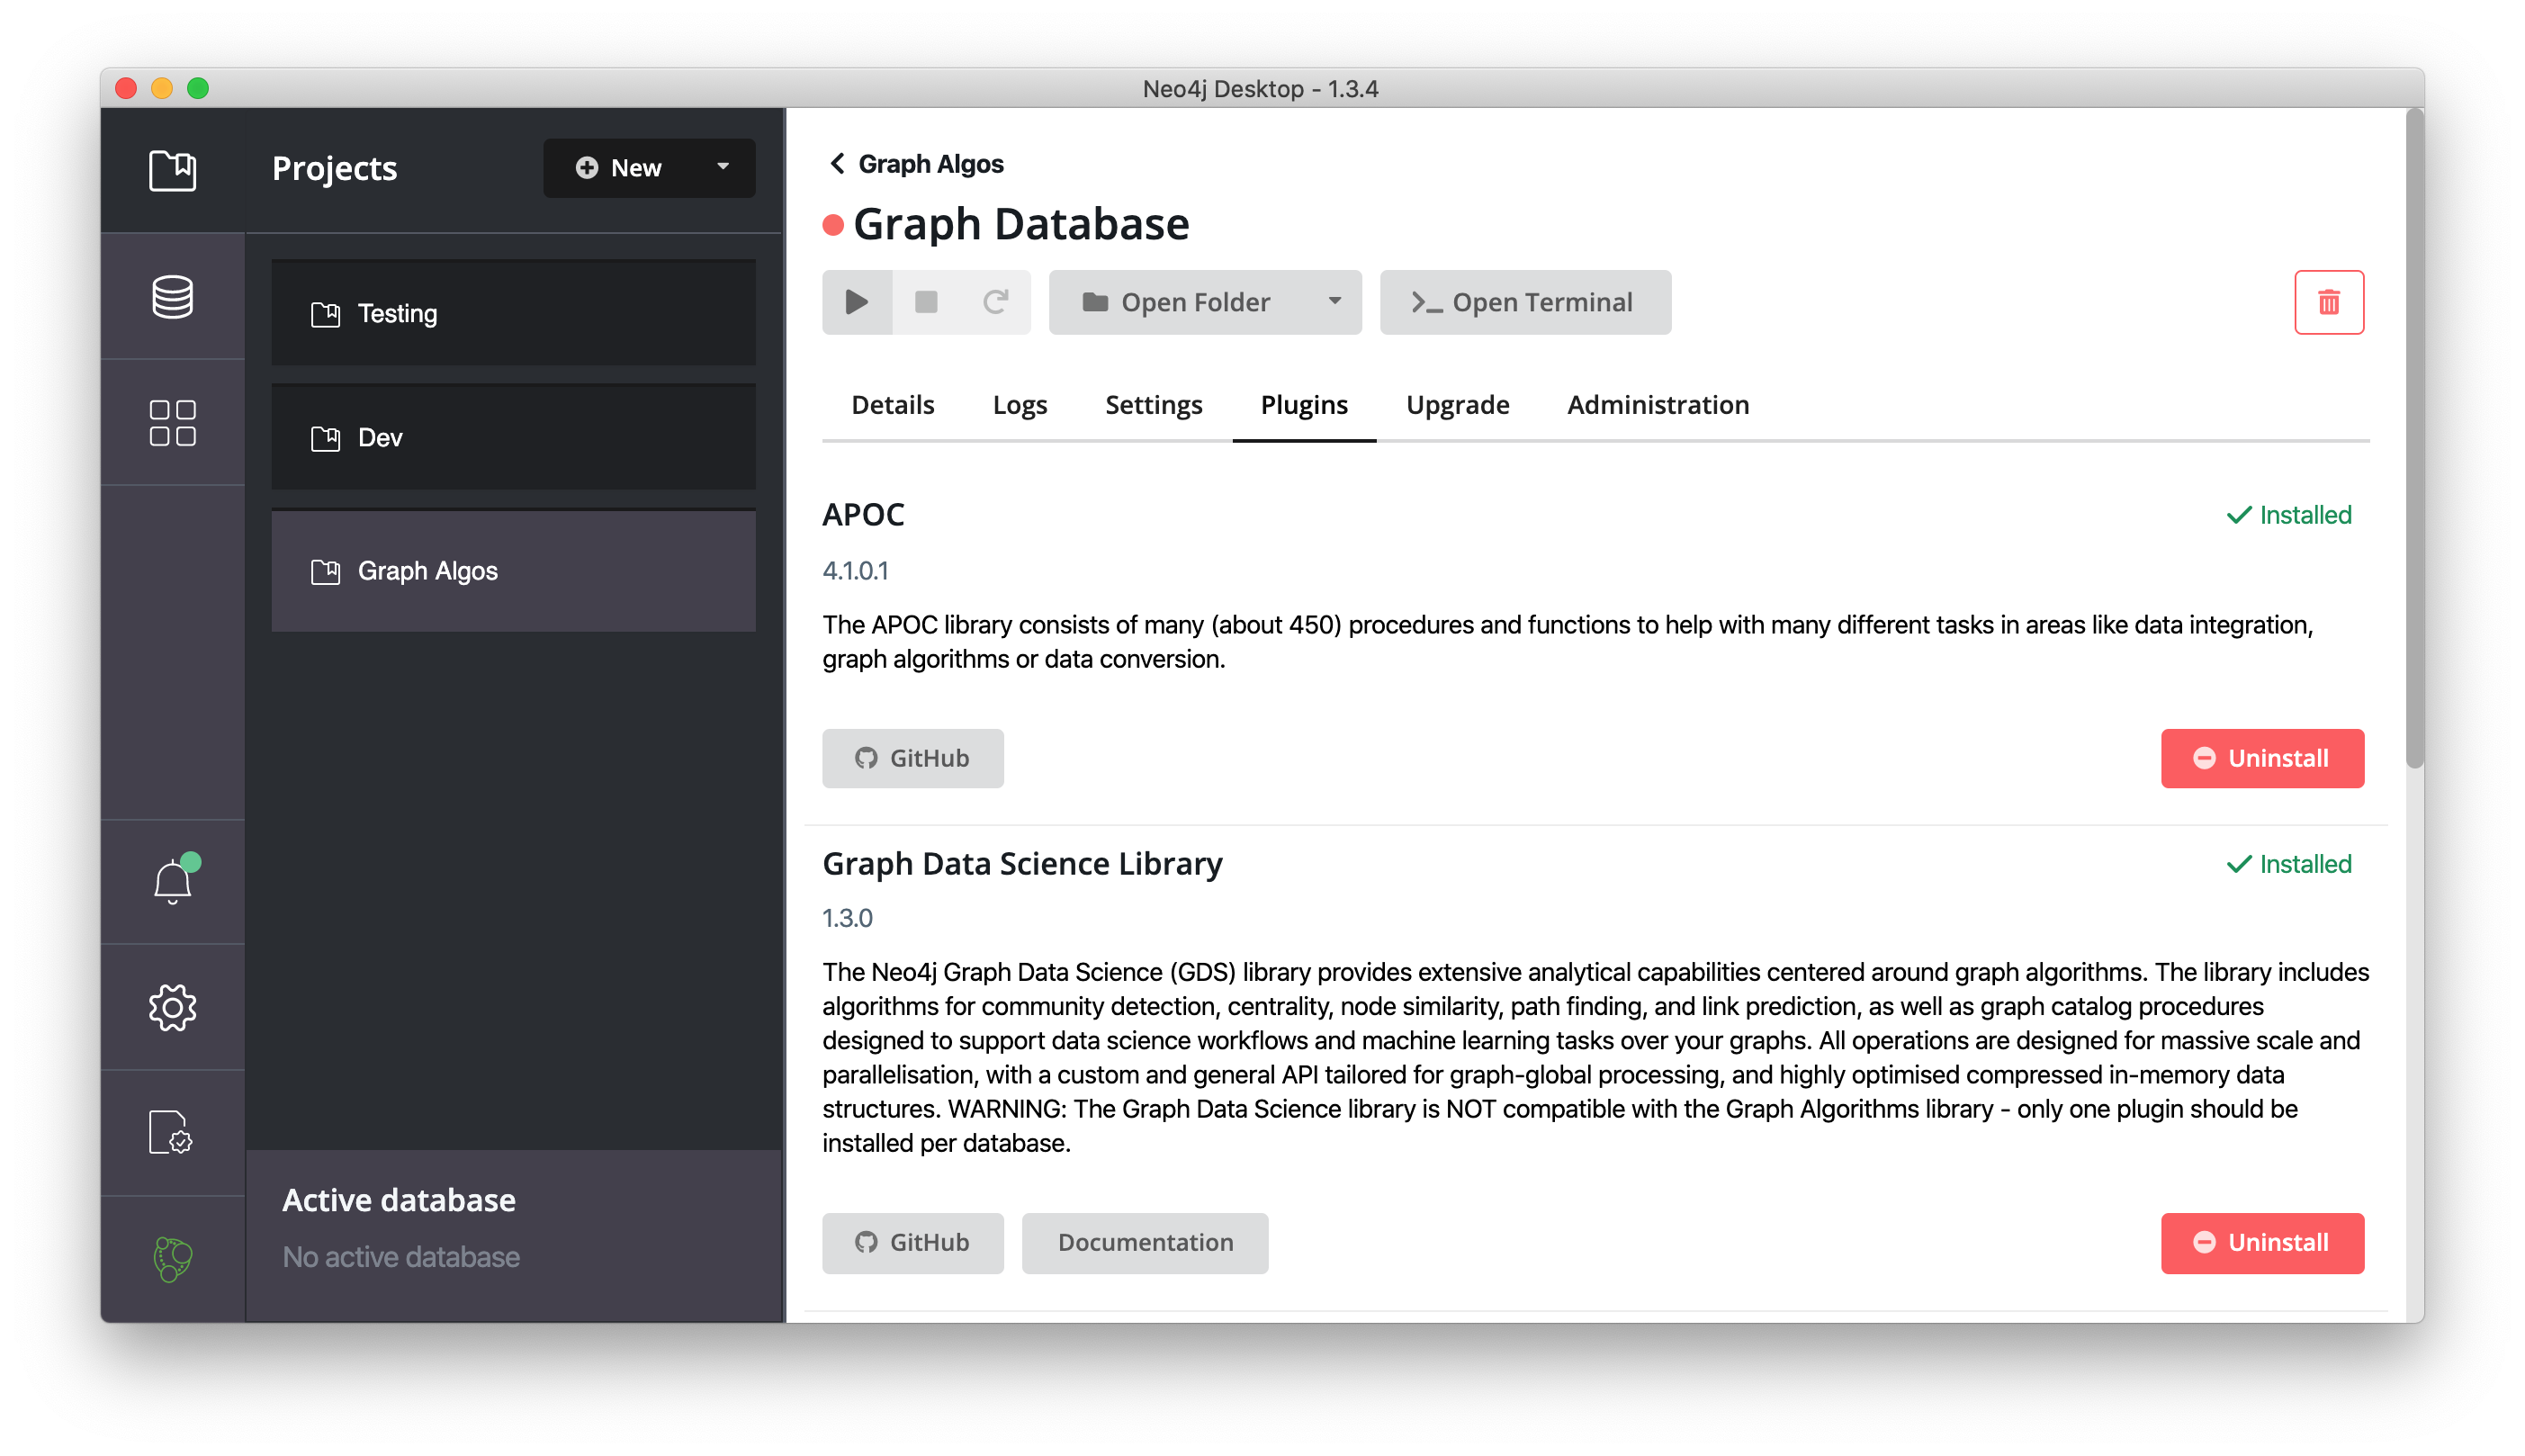 Neo4j Desktop - 1.3.4
Projects
New
Testing
Dev
Graph Algos
Active database
No active database
Graph Algos
Graph Database
Open Folder
Open Terminal
Details
Logs
Settings
Plugins
Upgrade
Administration
APOC
Installed
4.1.0.1
The APOC library consists of many (about 450) procedures and functions to help with many different tasks in areas like data integration,
graph algorithms or data conversion.
GitHub
Uninstall
Graph Data Science Library
Installed
1.3.0
The Neo4j Graph Data Science (GDS) library provides extensive analytical capabilities centered around graph algorithms. The library includes
algorithms for community detection, centrality, node similarity, path finding, and link prediction, as well as graph catalog procedures
designed to support data science workflows and machine learning tasks over your graphs. All operations are designed for massive scale and
parallelisation, with a custom and general API tailored for graph-global processing, and highly optimised compressed in-memory data
structures. WARNING: The Graph Data Science library is NOT compatible with the Graph Algorithms library - only one plugin should be
installed per database.
GitHub
Documentation
Uninstall